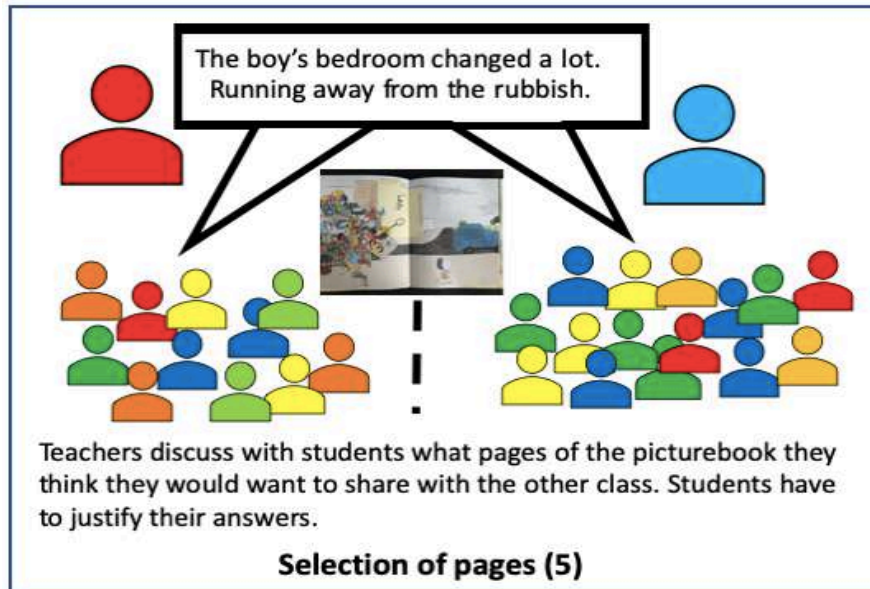 The boy's bedroom changed a lot.
Running away from the rubbish.
Teachers discuss with students what pages of the picturebook they
think they would want to share with the other class. Students have
to justify their answers.
Selection of pages (5)